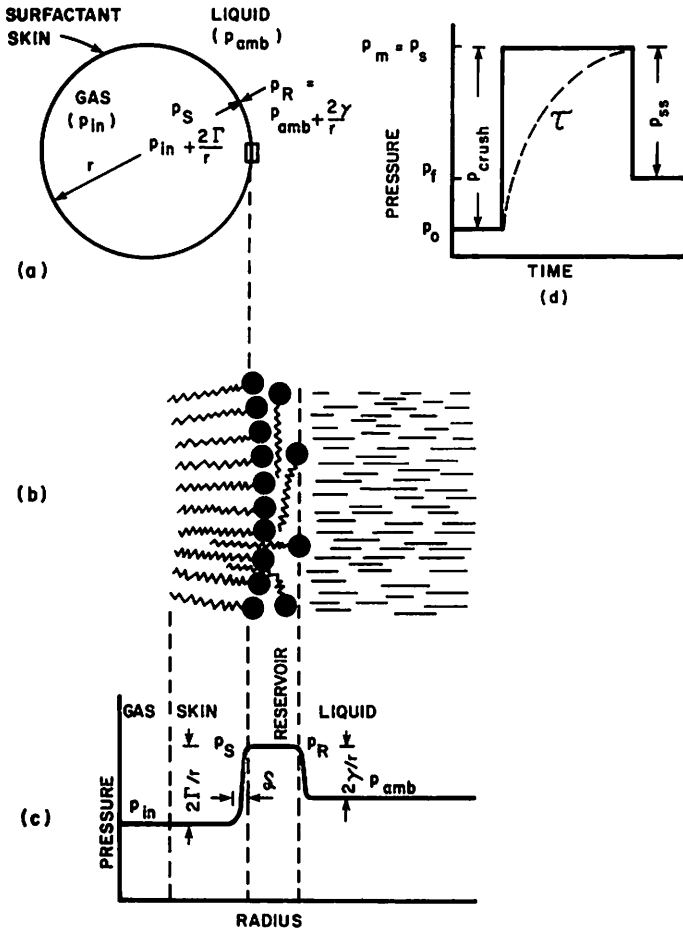 SURFACTANT
SKIN
LIQUID
(p_amb)
GAS
(p_in)
p_S
p_R =
p_amb + 2γ/r
p_in + 2Γ/r
r
(a)
p_m = p_s
p_f
p_o
PRESSURE
p_crush
τ
p_ss
TIME
(d)
(b)
GAS
SKIN
RESERVOIR
LIQUID
p_S
p_R
2Γ/r
2γ/r
p_in
p_amb
PRESSURE
(c)
RADIUS